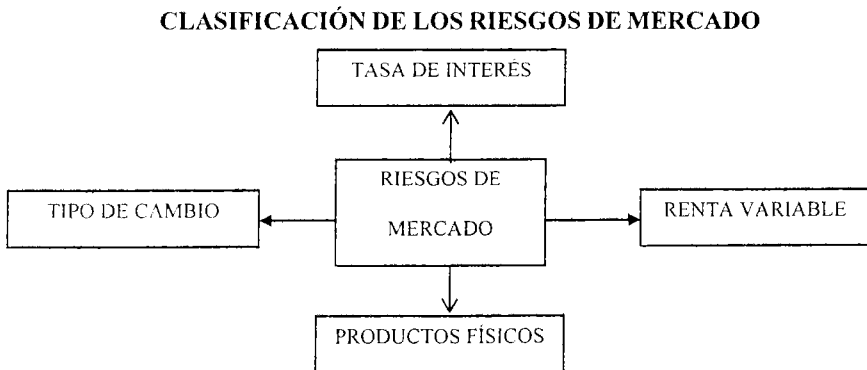 CLASIFICACIÓN DE LOS RIESGOS DE MERCADO
TASA DE INTERÉS
RIESGOS DE
MERCADO
TIPO DE CAMBIO
RENTA VARIABLE
PRODUCTOS FÍSICOS